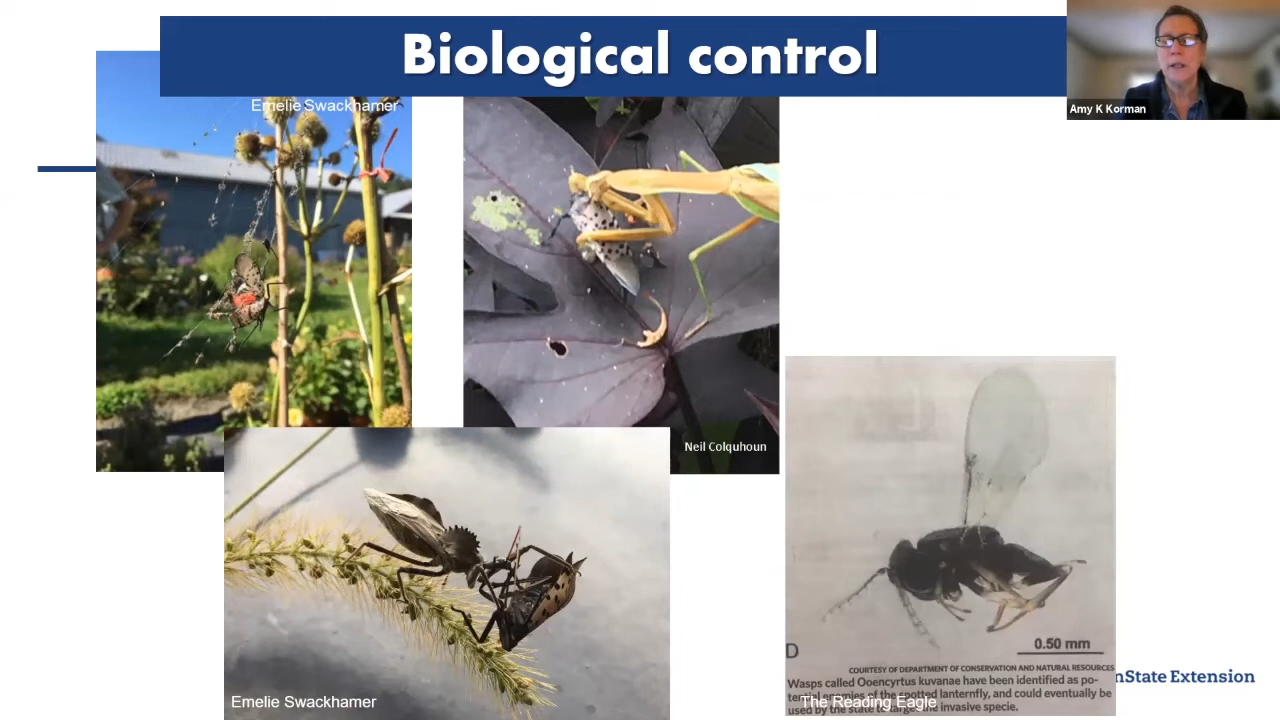 Biological control
Amy K Korman
Emelie Swackhamer
Neil Colquhoun
Emelie Swackhamer
D
0.50 mm
COURTESY OF DEPARTMENT OF CONSERVATION AND NATURAL RESOURCES
Wasps called Ooencyrtus kuvanae have been identified as po-
tential enemies of the spotted lanternfly, and could eventually be
used by the state to target the invasive specie.
The Reading Eagle
nState Extension